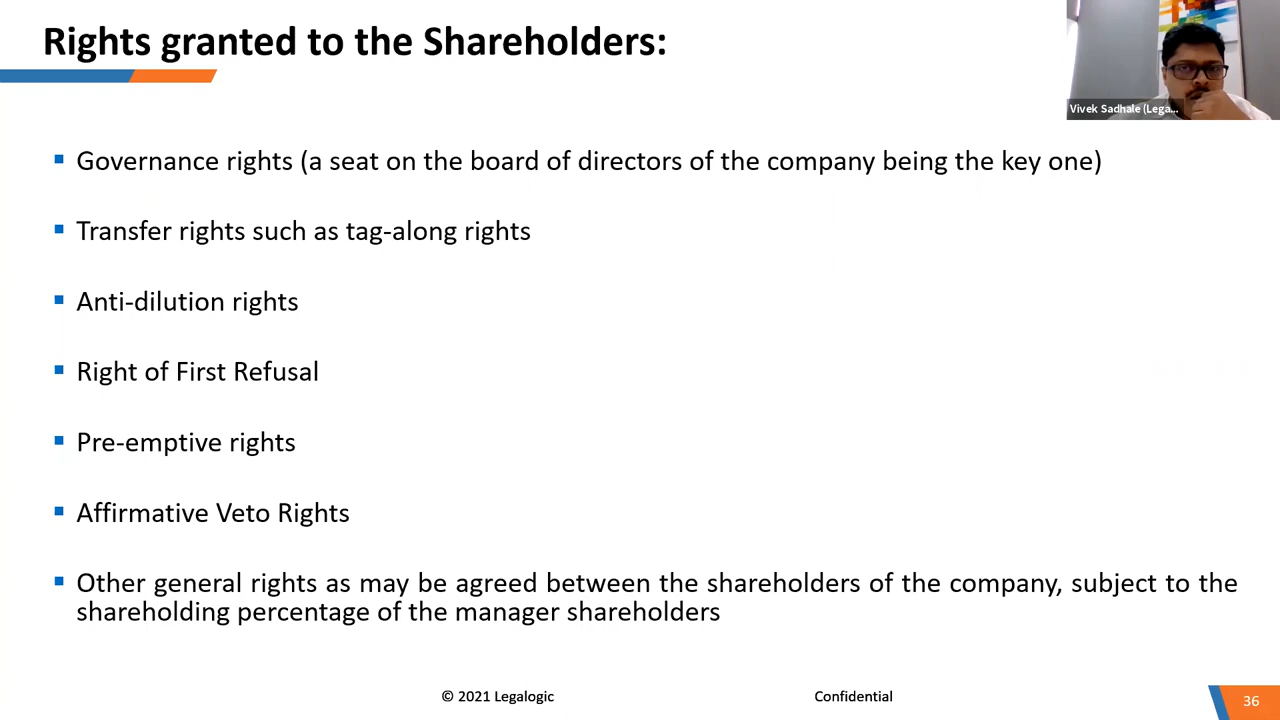 Rights granted to the Shareholders:
Vivek Sadhale (Lega...
▪ Governance rights (a seat on the board of directors of the company being the key one)
▪ Transfer rights such as tag-along rights
▪ Anti-dilution rights
▪ Right of First Refusal
▪ Pre-emptive rights
▪ Affirmative Veto Rights
▪ Other general rights as may be agreed between the shareholders of the company, subject to the
shareholding percentage of the manager shareholders
© 2021 Legalogic
Confidential
36